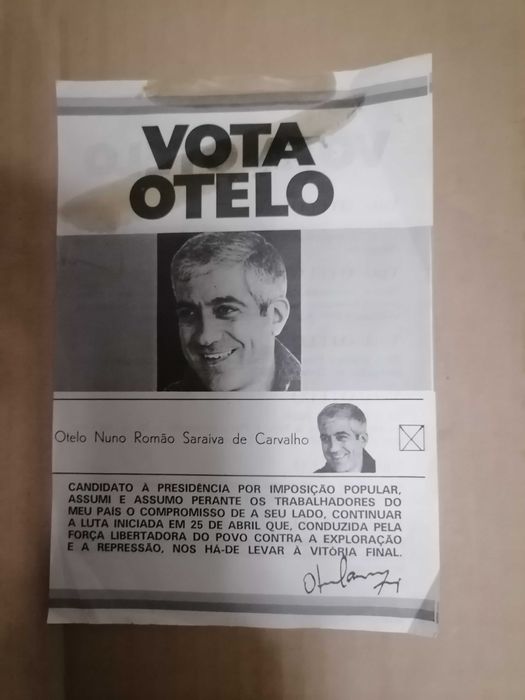 VOTA
OTELO
Otelo Nuno Romão Saraiva de Carvalho
CANDIDATO À PRESIDÊNCIA POR IMPOSIÇÃO POPULAR,
ASSUMI E ASSUMO PERANTE OS TRABALHADORES DO
MEU PAÍS O COMPROMISSO DE A SEU LADO, CONTINUAR
A LUTA INICIADA EM 25 DE ABRIL QUE, CONDUZIDA PELA
FORÇA LIBERTADORA DO POVO CONTRA A EXPLORAÇÃO
E A REPRESSÃO, NOS HÁ-DE LEVAR À VITÓRIA FINAL.